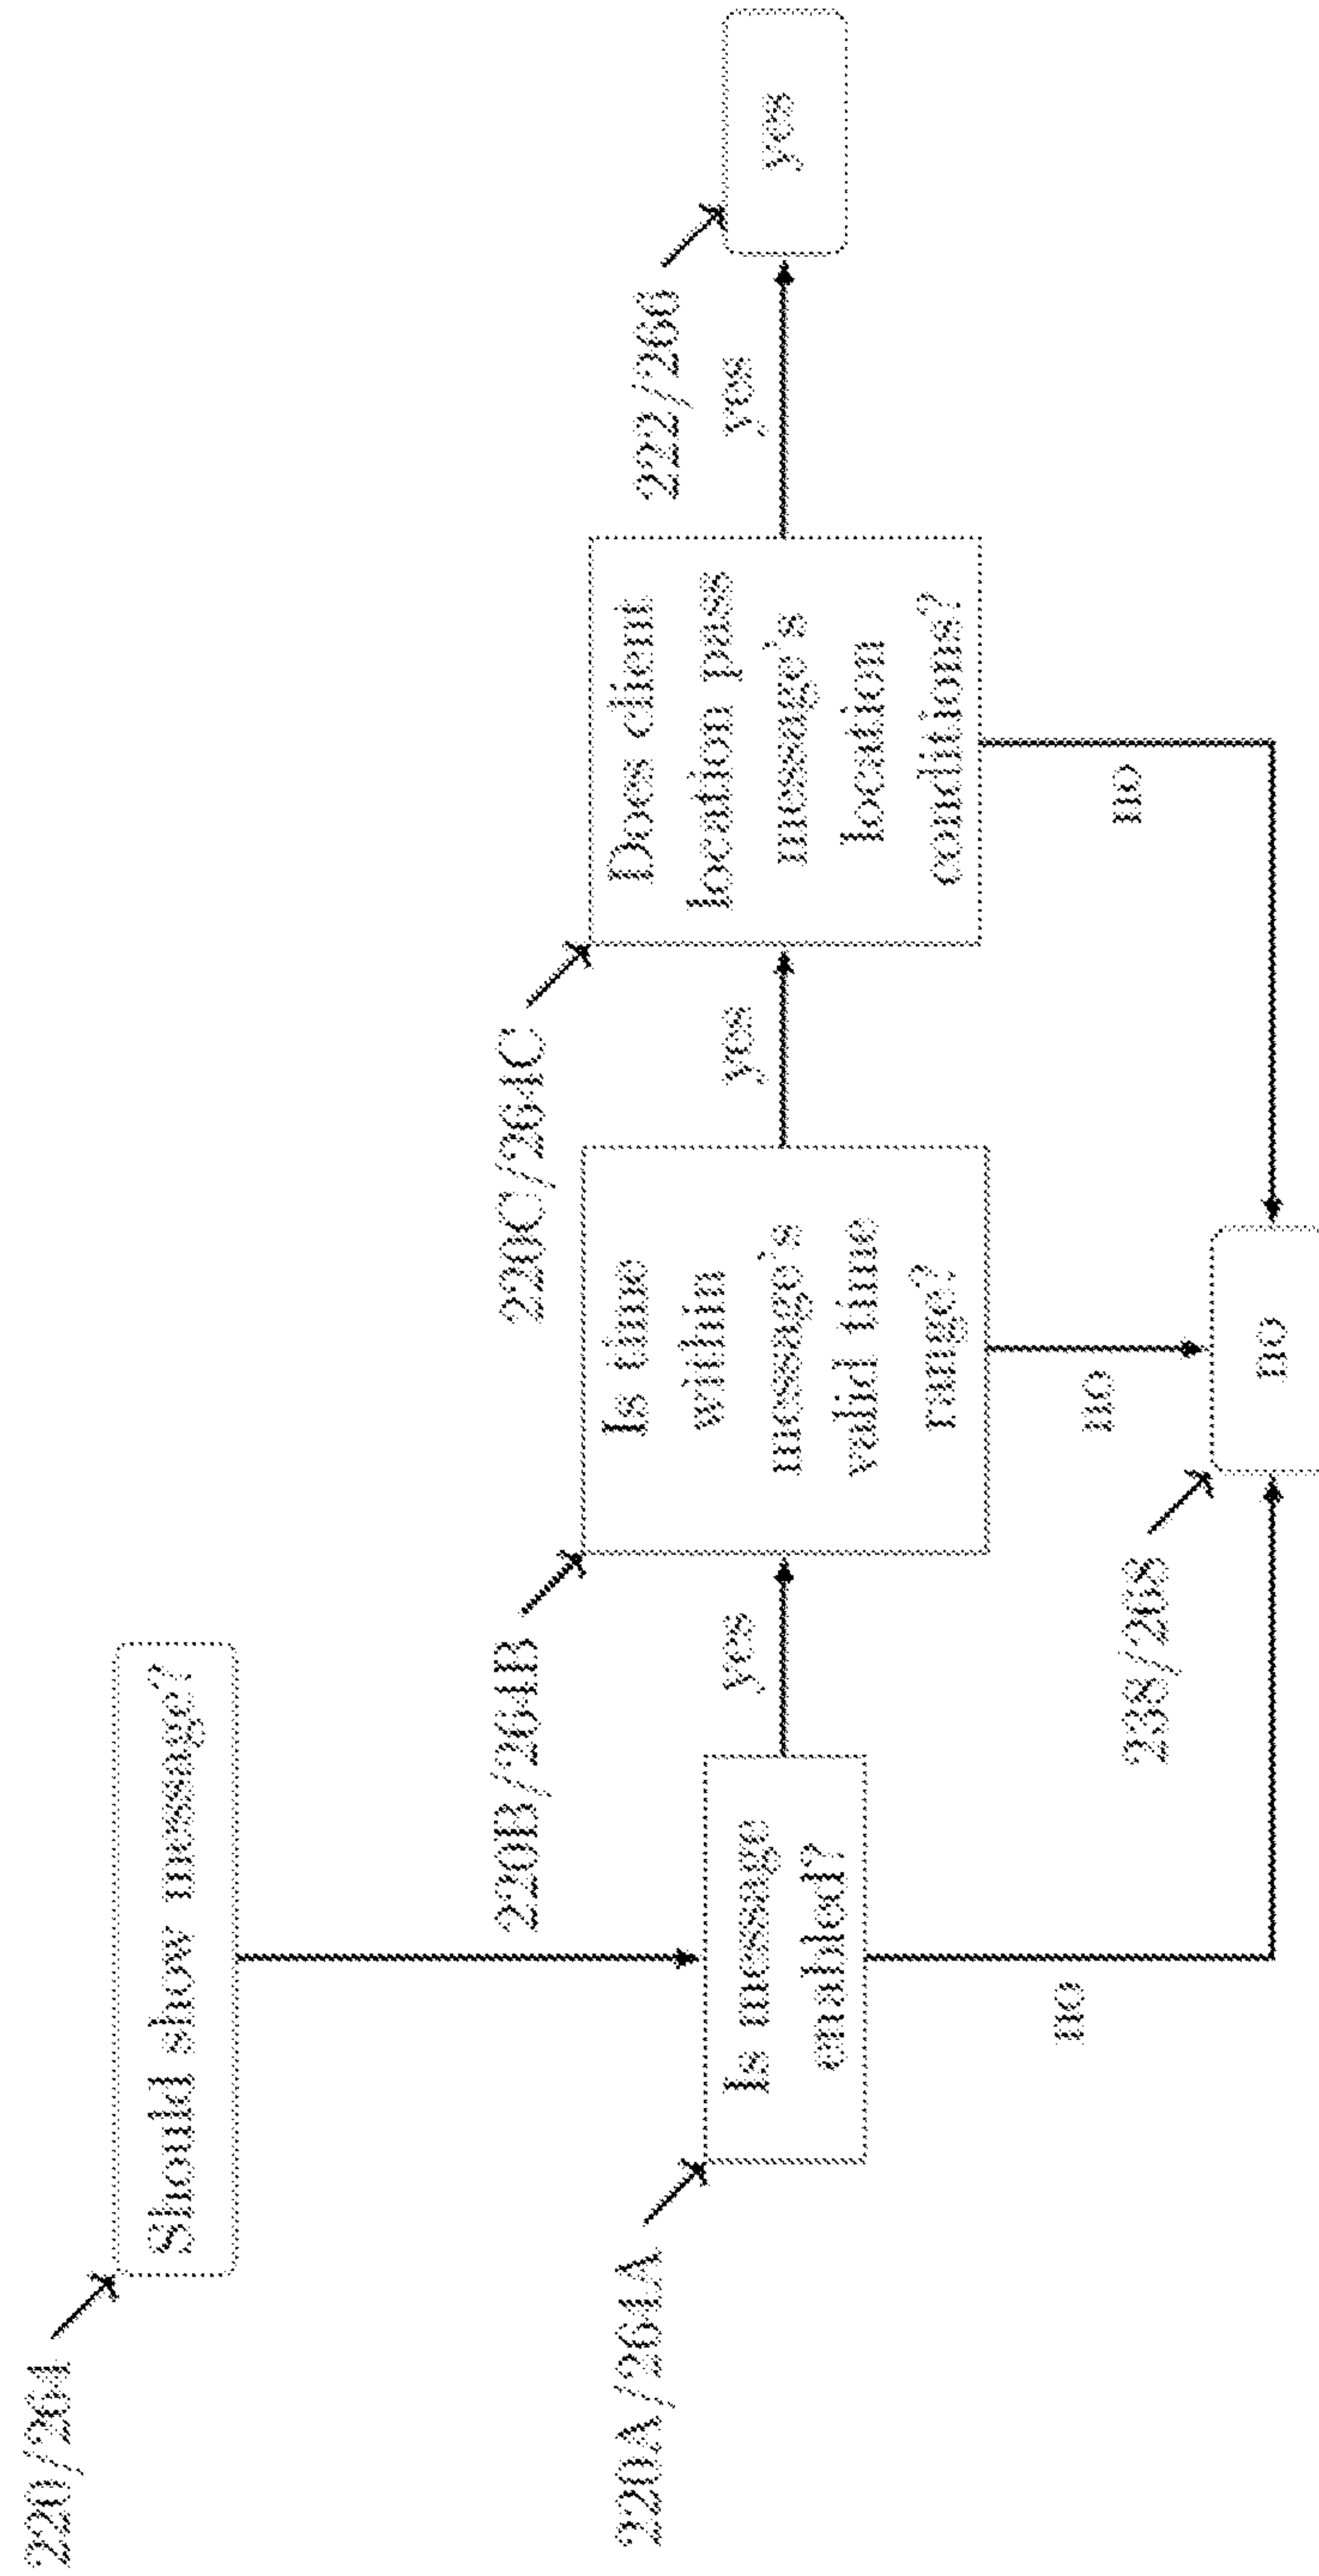 220/264
Should show message?
220A/264A
Is message
enabled?
yes
no
220B/264B
Is time
within
message's
valid time
range?
yes
no
220C/264C
Does client
location pass
message's
location
conditions?
yes
no
222/266
yes
238/268
no